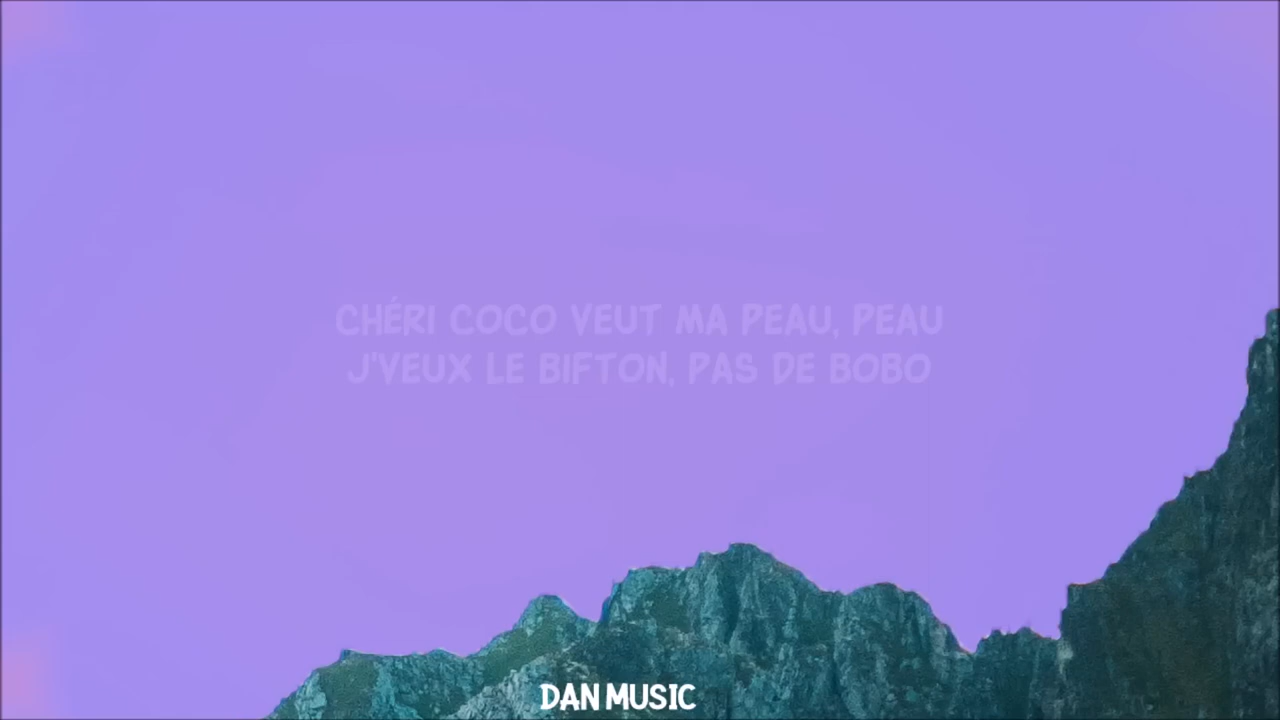 CHÉRI COCO VEUT MA PEAU, PEAU
J'VEUX LE BIFTON, PAS DE BOBO
DAN MUSIC